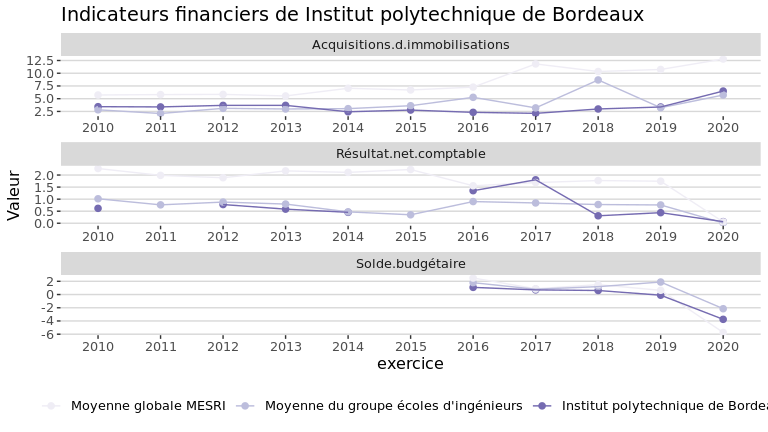 Indicateurs financiers de Institut polytechnique de Bordeaux
Acquisitions.d.immobilisations
12.5
10.0
7.5
5.0
2.5
2010 2011 2012 2013 2014 2015 2016 2017 2018 2019 2020
Résultat.net.comptable
2.0
1.5
1.0
0.5
0.0
2010 2011 2012 2013 2014 2015 2016 2017 2018 2019 2020
Valeur
Solde.budgétaire
2
0
-2
-4
-6
2010 2011 2012 2013 2014 2015 2016 2017 2018 2019 2020
exercice
Moyenne globale MESRI Moyenne du groupe écoles d'ingénieurs Institut polytechnique de Bordea